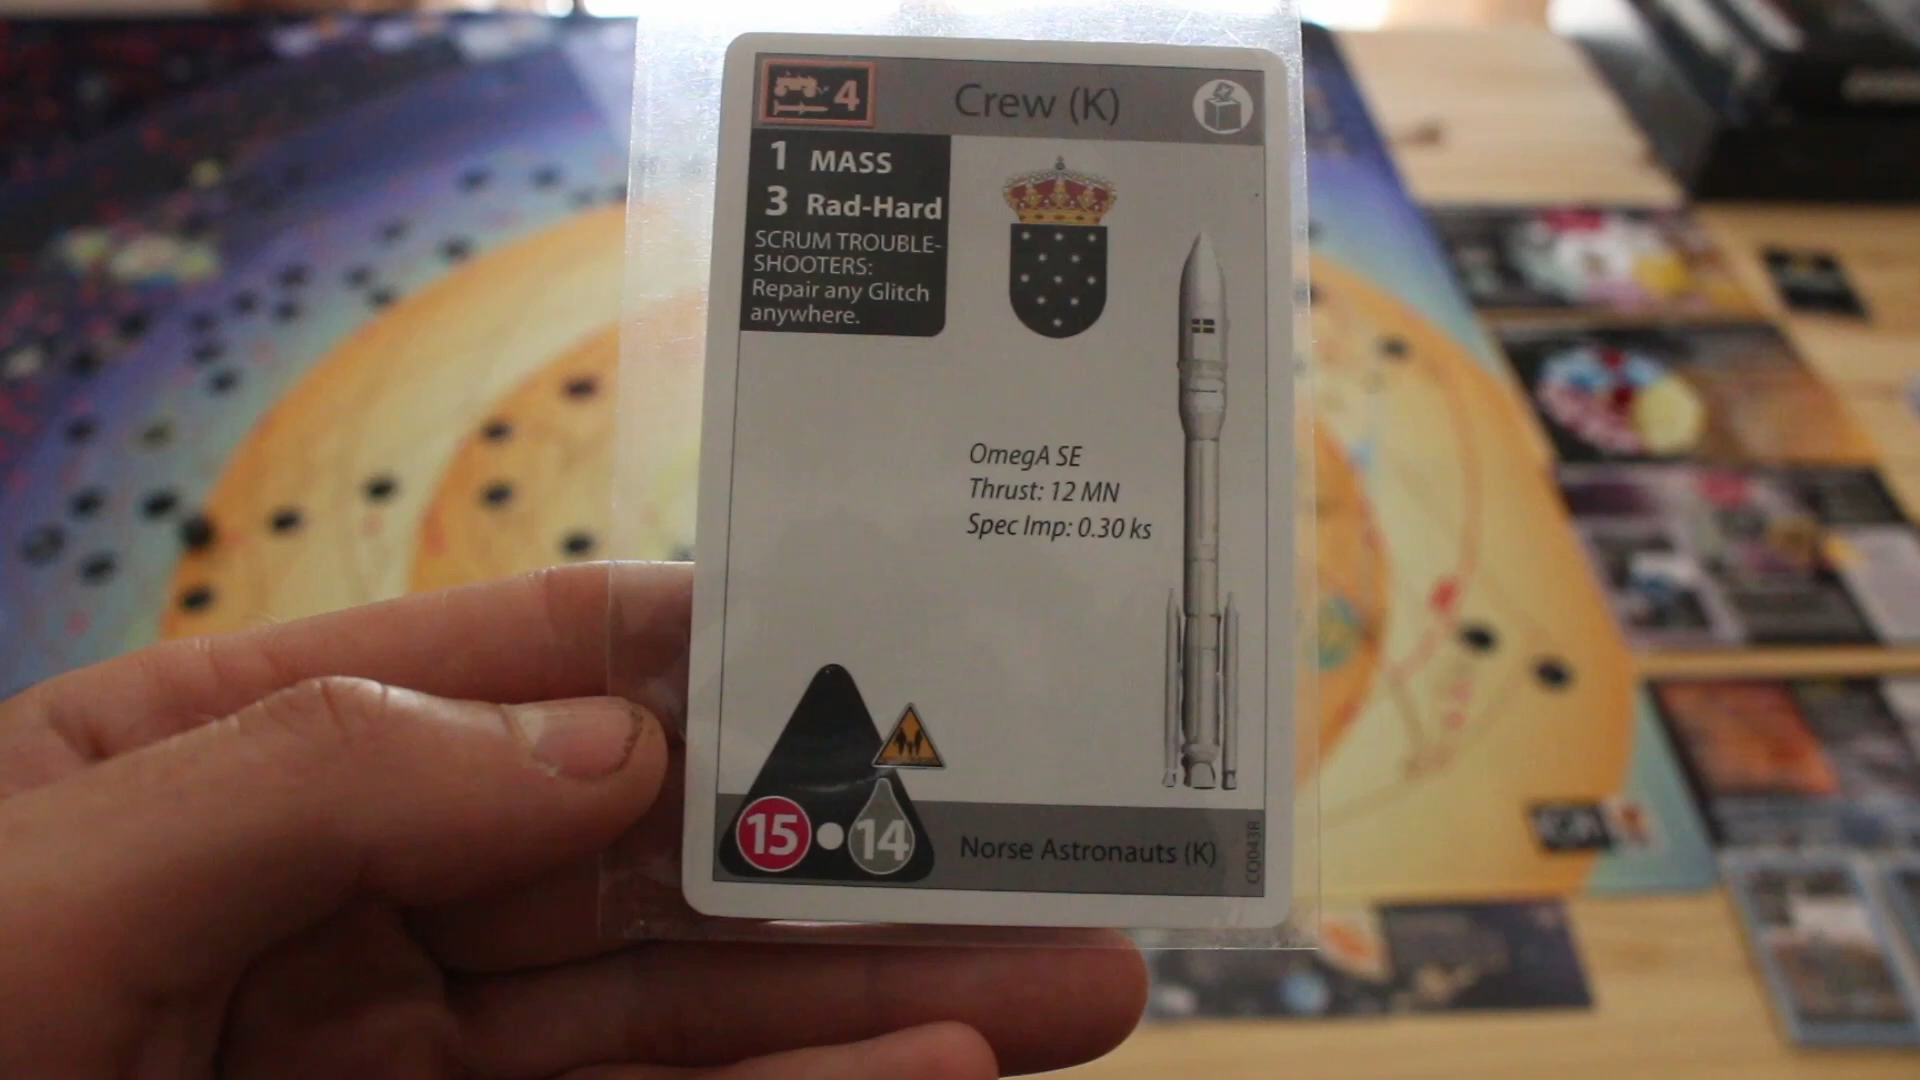 4
Crew (K)
1 MASS
3 Rad-Hard
SCRUM TROUBLE-
SHOOTERS:
Repair any Glitch
anywhere.
OmegA SE
Thrust: 12 MN
Spec Imp: 0.30 ks
15 • 14
Norse Astronauts (K)
CQ043R